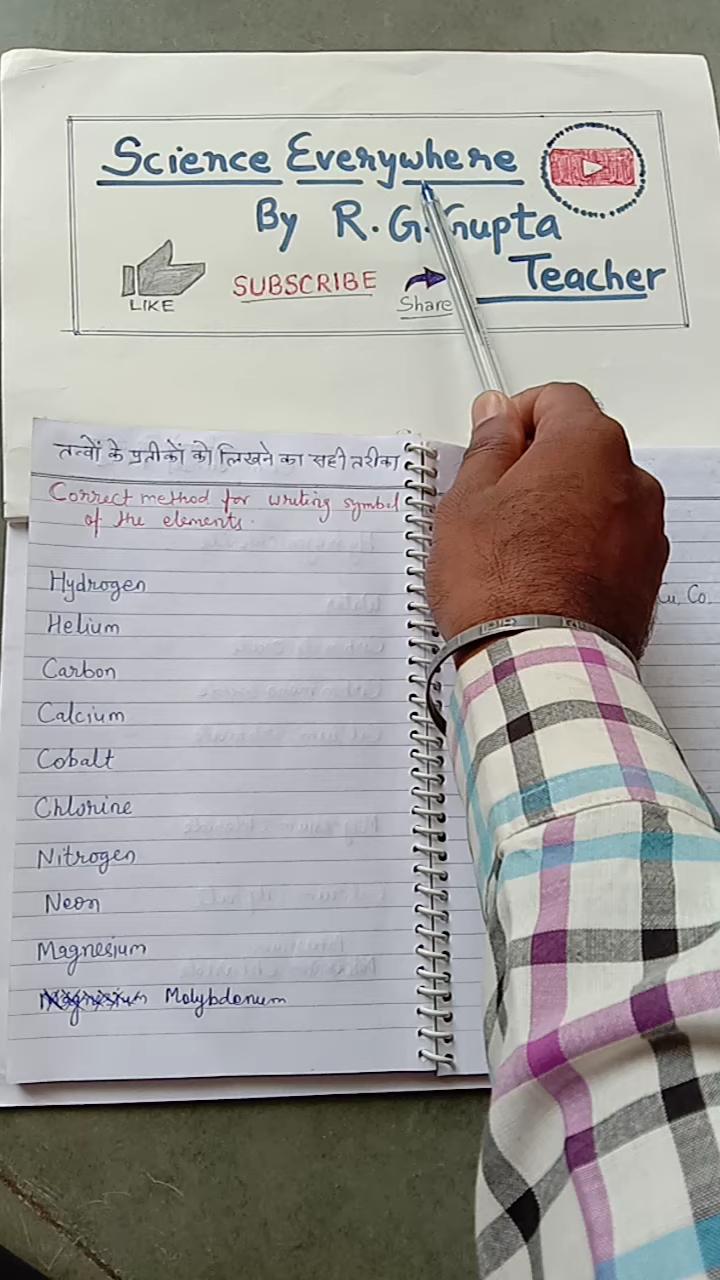 Science Everywhere
By R. G. Gupta
Teacher
LIKE
SUBSCRIBE
Share
तत्वों के प्रतीकों को लिखने का सही तरीका
Correct method for writing symbol
of the elements.
Hydrogen
Helium
Carbon
Calcium
Cobalt
Chlorine
Nitrogen
Neon
Magnesium
Molybdenum
Co